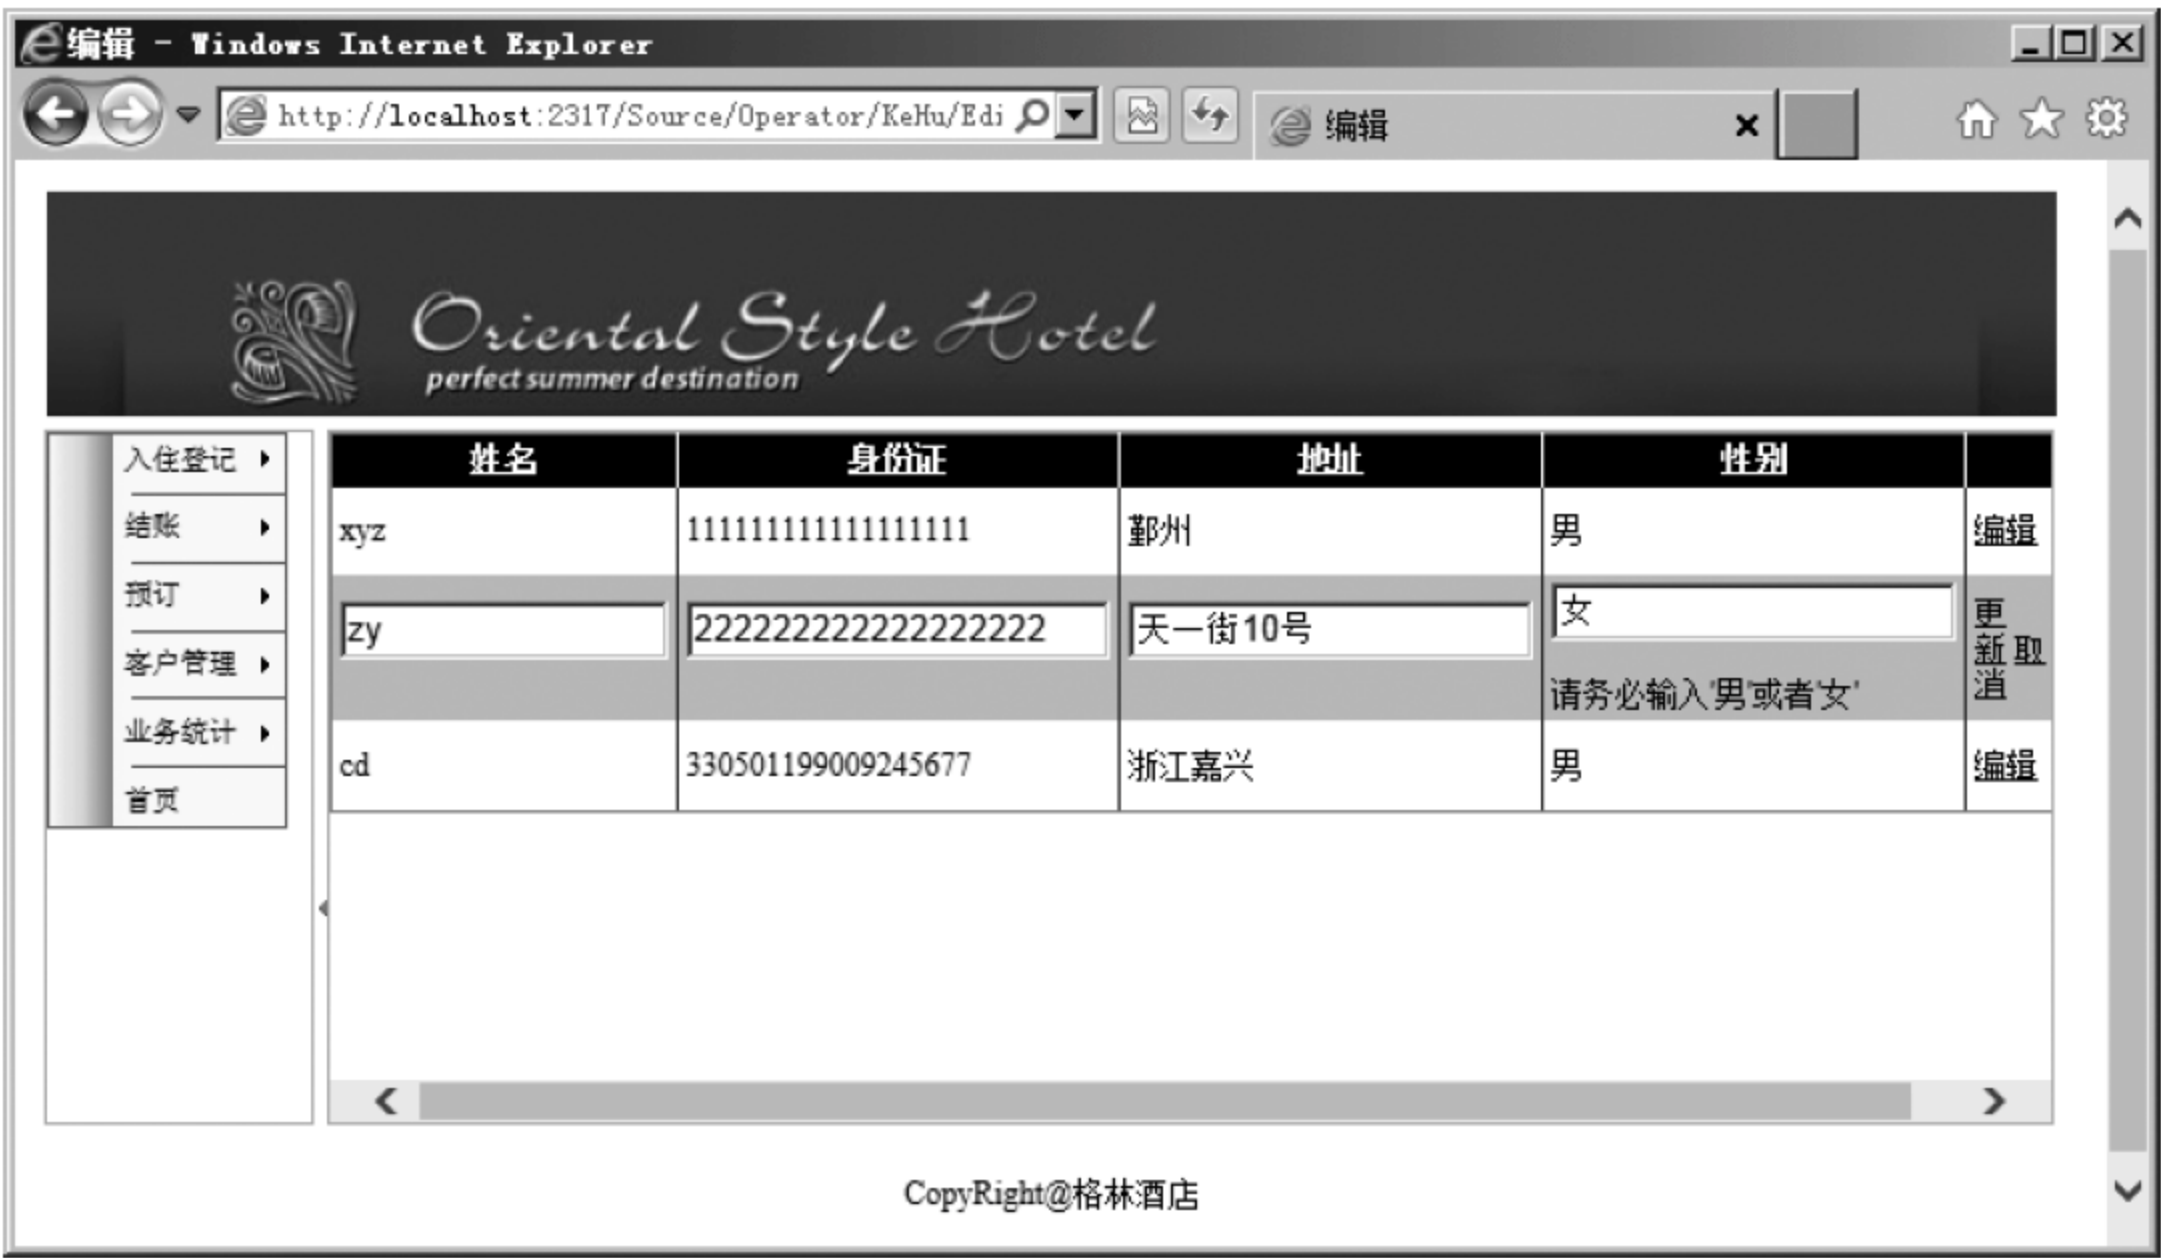 编辑 - Windows Internet Explorer
http://localhost:2317/Source/Operator/KeHu/Edi
编辑
Oriental Style Hotel
perfect summer destination
入住登记
结账
预订
客户管理
业务统计
首页
姓名 身份证 地址 性别
xyz 111111111111111111 鄞州 男 编辑
zy 222222222222222222 天一街10号 女 更新 取消
请务必输入'男'或者'女'
cd 330501199009245677 浙江嘉兴 男 编辑
CopyRight@格林酒店